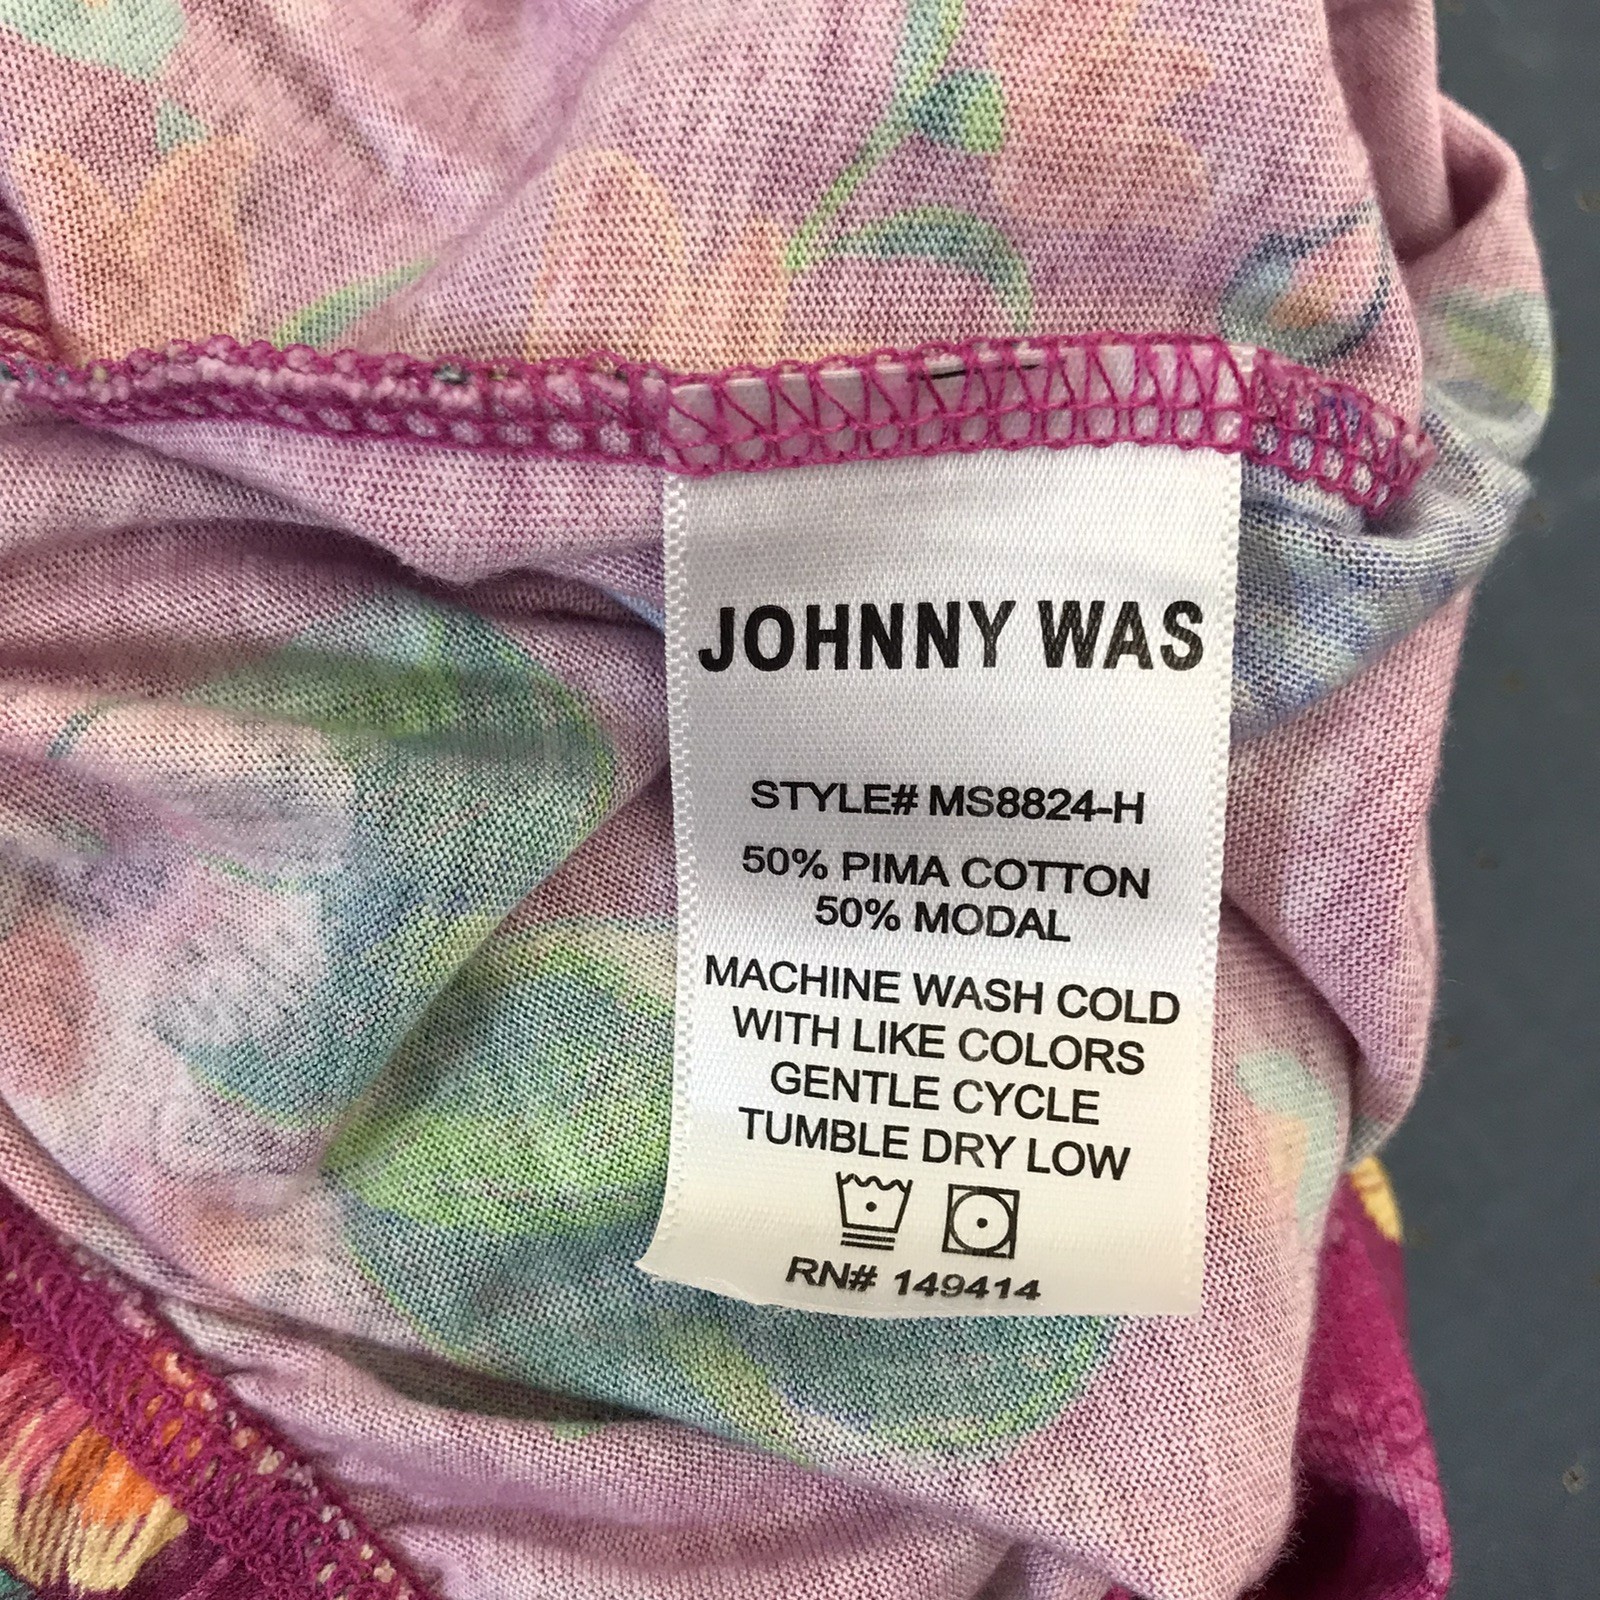 JOHNNY WAS
STYLE# MS8824-H
50% PIMA COTTON
50% MODAL
MACHINE WASH COLD
WITH LIKE COLORS
GENTLE CYCLE
TUMBLE DRY LOW
RN# 149414